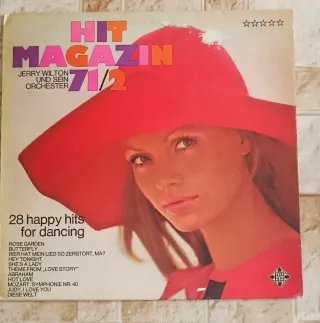 HIT
MAGAZIN
71/2
JERRY WILTON
UND SEIN
ORCHESTER
28 happy hits
for dancing
ROSE GARDEN
BUTTERFLY
WER HAT MEIN LIED SO ZERSTÖRT, MA?
HEY TONIGHT
SHE'S A LADY
THEME FROM „LOVE STORY"
ABRAHAM
HOT LOVE
MOZART: SYMPHONIE NR. 40
JUDY, I LOVE YOU
DIESE WELT